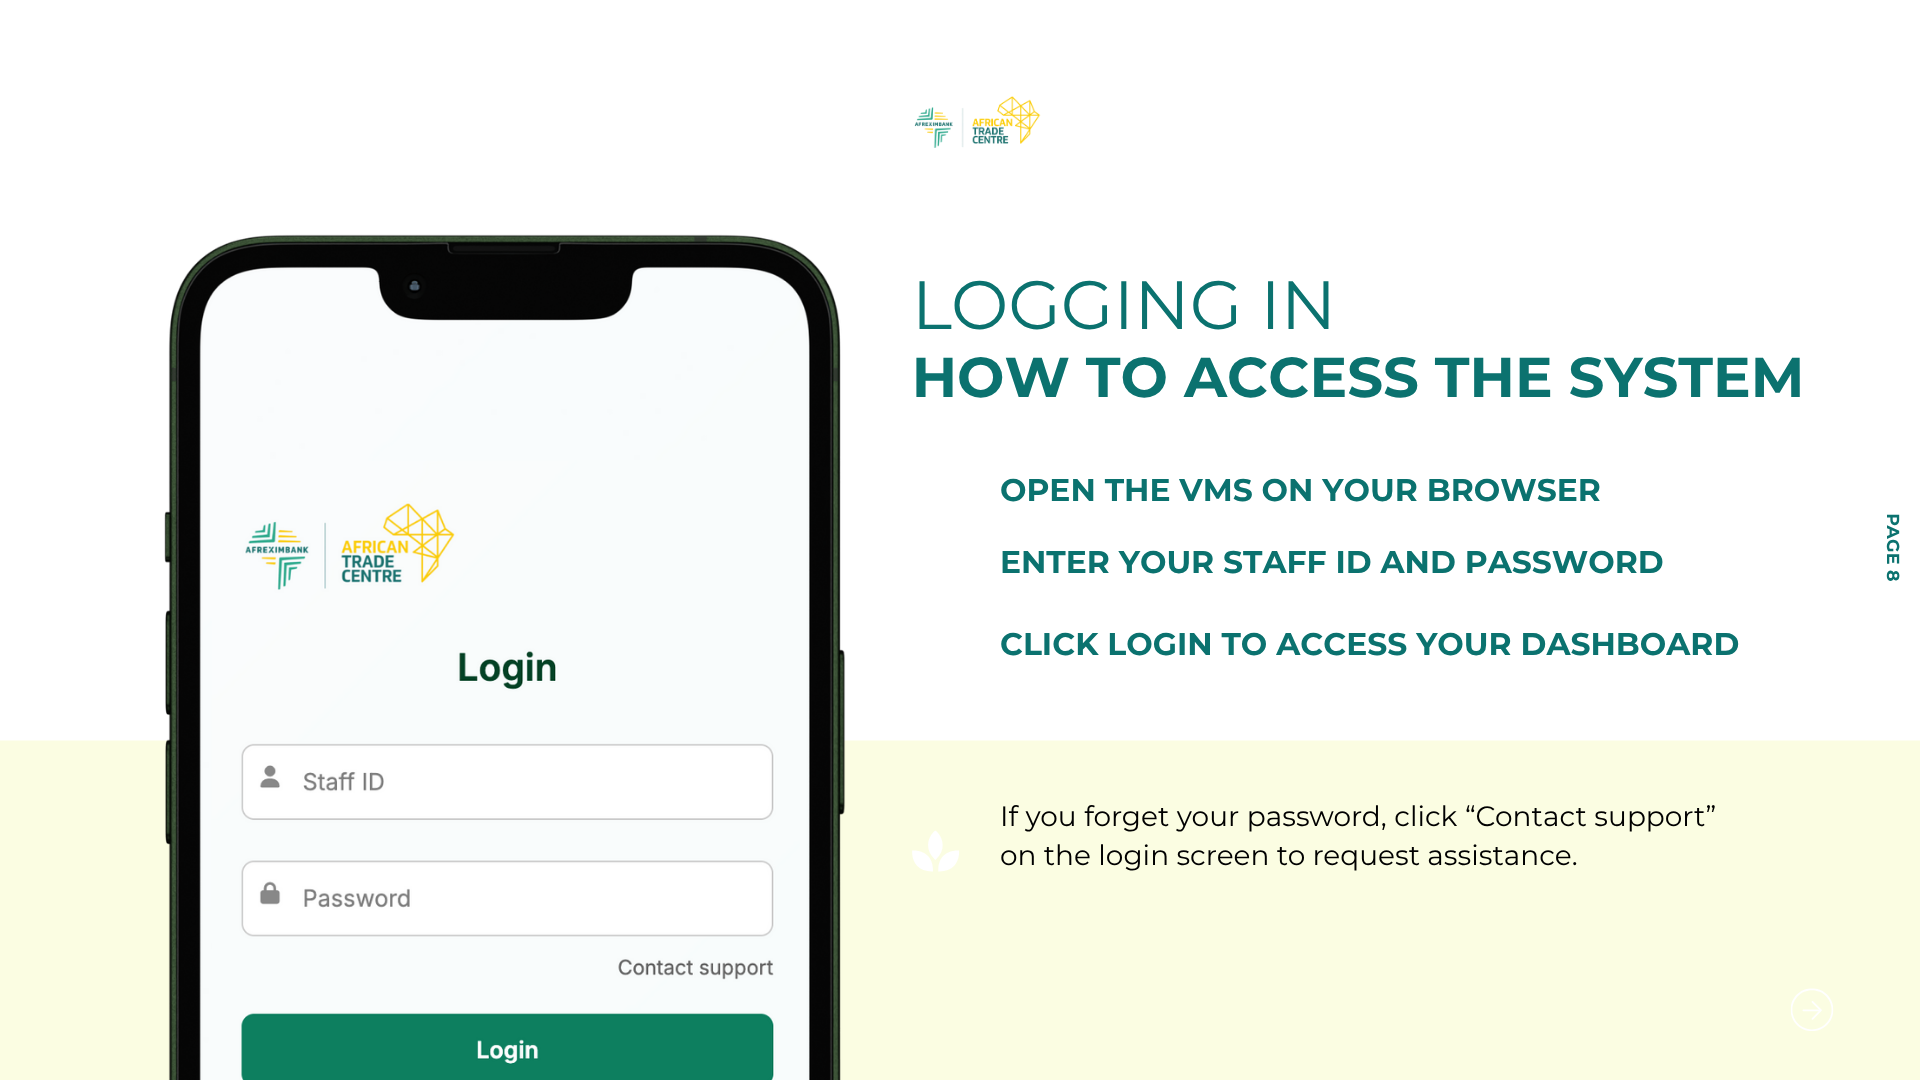 AFREXIMBANK
AFRICAN
TRADE
CENTRE
LOGGING IN
HOW TO ACCESS THE SYSTEM
OPEN THE VMS ON YOUR BROWSER
ENTER YOUR STAFF ID AND PASSWORD
CLICK LOGIN TO ACCESS YOUR DASHBOARD
If you forget your password, click “Contact support”
on the login screen to request assistance.
PAGE 8
AFREXIMBANK
AFRICAN
TRADE
CENTRE
Login
Staff ID
Password
Contact support
Login